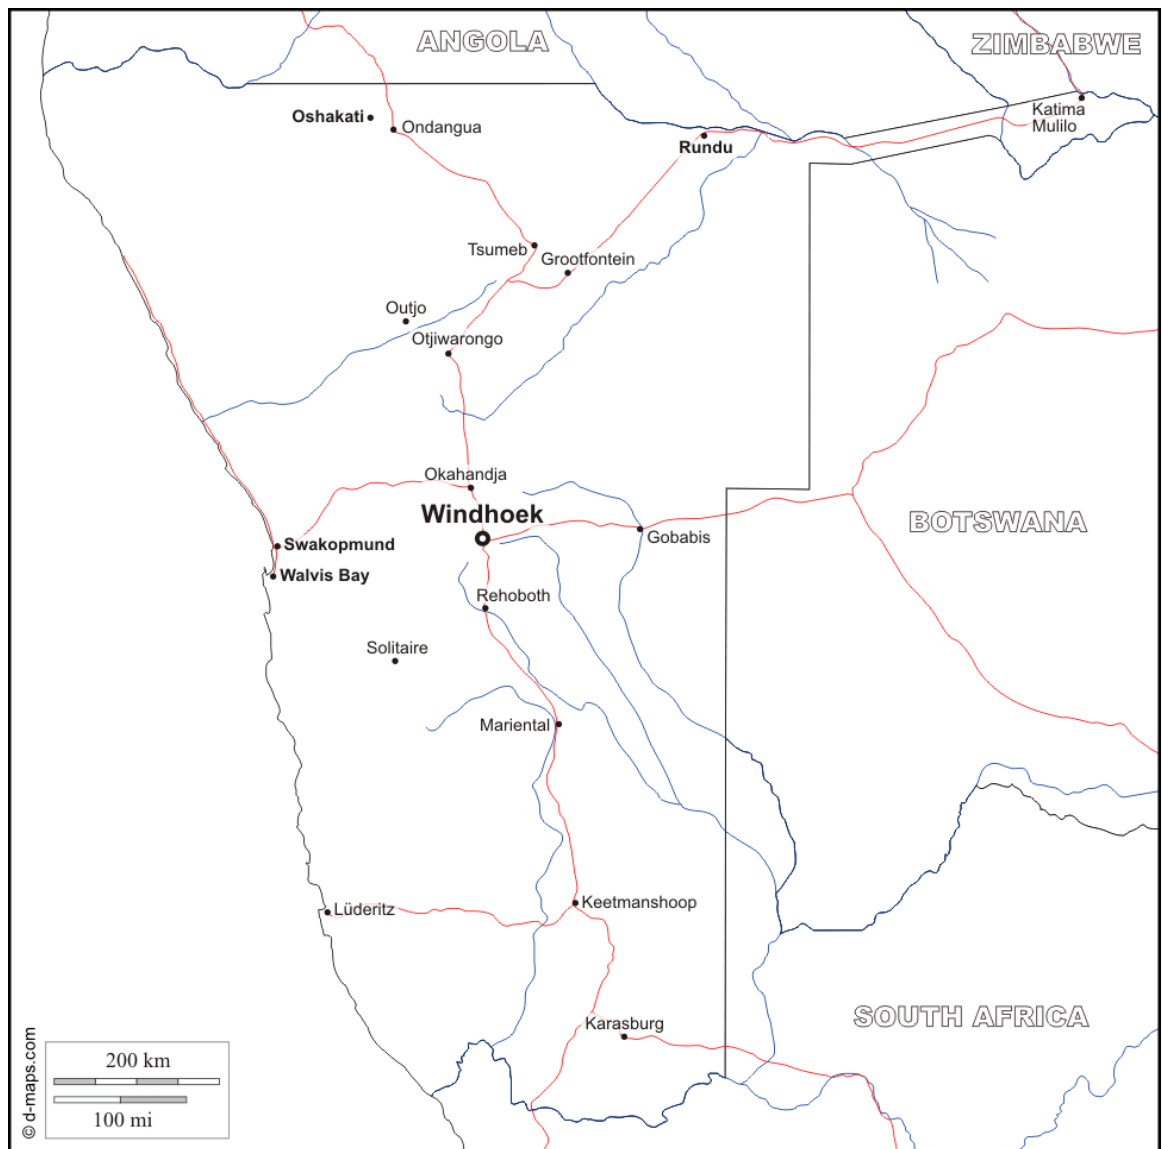 ANGOLA
ZIMBABWE
Oshakati
Ondangua
Katima
Mulilo
Rundu
Tsumeb
Grootfontein
Outjo
Otjiwarongo
Okahandja
Windhoek
Gobabis
BOTSWANA
Swakopmund
Walvis Bay
Rehoboth
Solitaire
Mariental
Keetmanshoop
Lüderitz
SOUTH AFRICA
Karasburg
200 km
100 mi
© d-maps.com